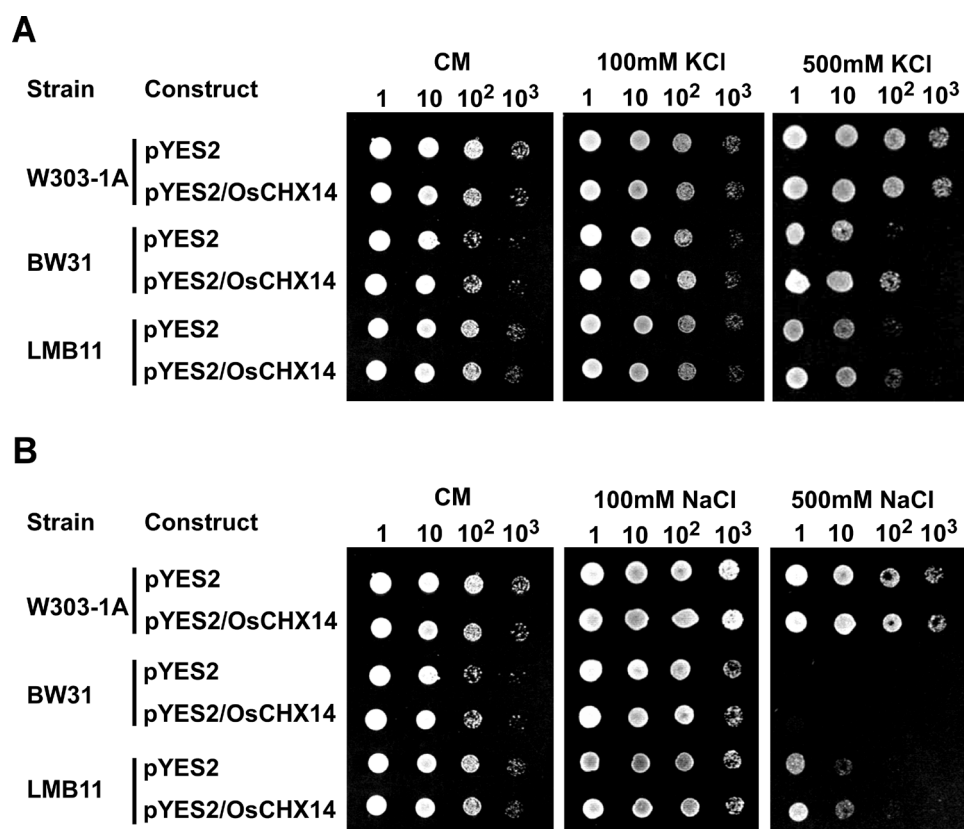 A
CM 100mM KCl 500mM KCl
Strain Construct 1 10 10² 10³ 1 10 10² 10³ 1 10 10² 10³
W303-1A pYES2
pYES2/OsCHX14
BW31 pYES2
pYES2/OsCHX14
LMB11 pYES2
pYES2/OsCHX14
B
CM 100mM NaCl 500mM NaCl
Strain Construct 1 10 10² 10³ 1 10 10² 10³ 1 10 10² 10³
W303-1A pYES2
pYES2/OsCHX14
BW31 pYES2
pYES2/OsCHX14
LMB11 pYES2
pYES2/OsCHX14